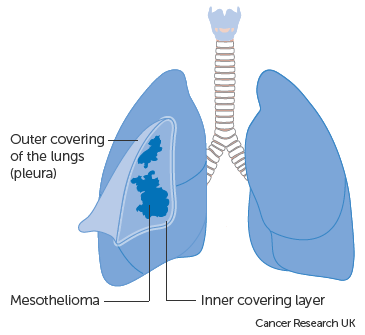 Outer covering
of the lungs
(pleura)
Mesothelioma
Inner covering layer
Cancer Research UK